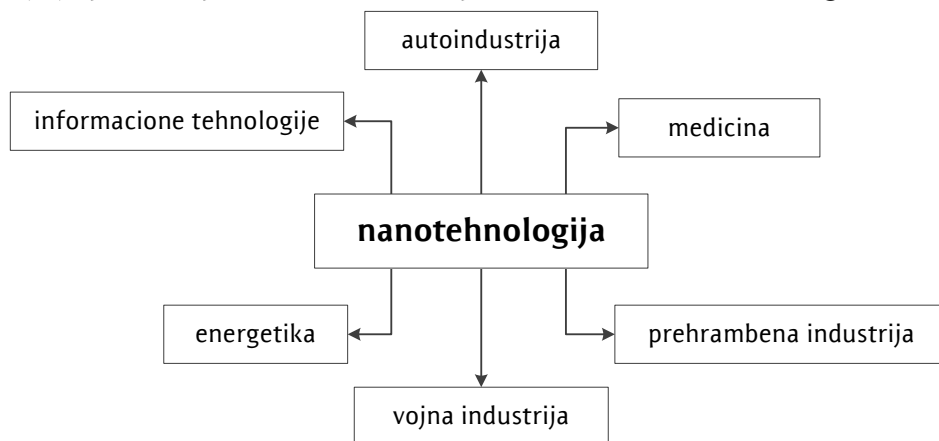 autoindustrija
informacione tehnologije
medicina
nanotehnologija
energetika
prehrambena industrija
vojna industrija